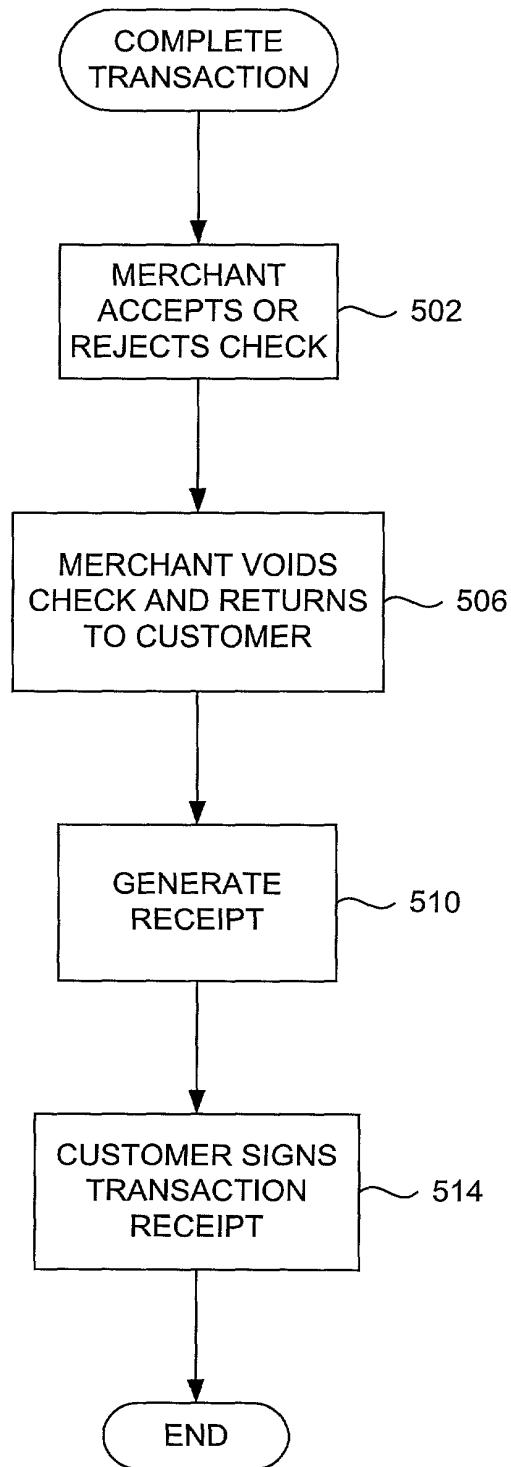 COMPLETE
TRANSACTION
MERCHANT
ACCEPTS OR
REJECTS CHECK
502
MERCHANT VOIDS
CHECK AND RETURNS
TO CUSTOMER
506
GENERATE
RECEIPT
510
CUSTOMER SIGNS
TRANSACTION
RECEIPT
514
END